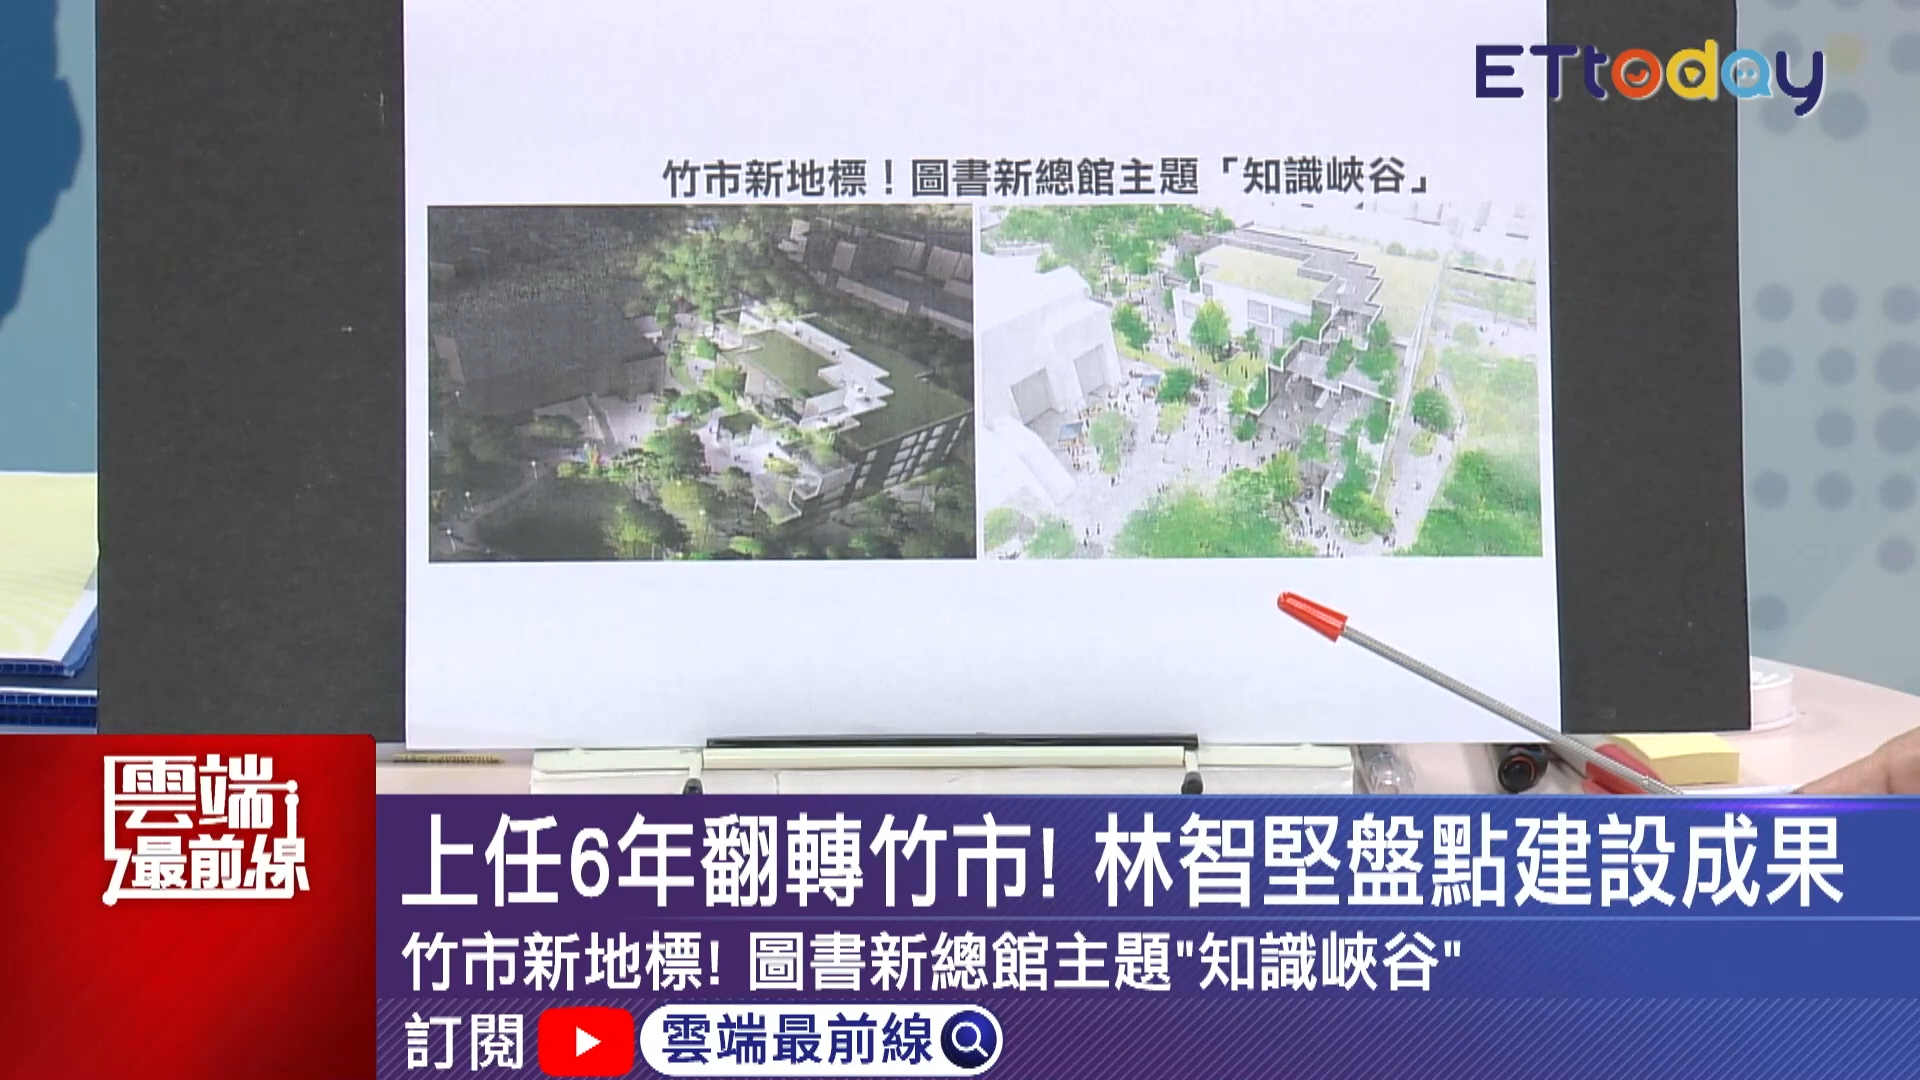 ETtoday
竹市新地標！圖書新總館主題「知識峽谷」
雲端
最前線
上任6年翻轉竹市! 林智堅盤點建設成果
竹市新地標! 圖書新總館主題"知識峽谷"
訂閱 雲端最前線